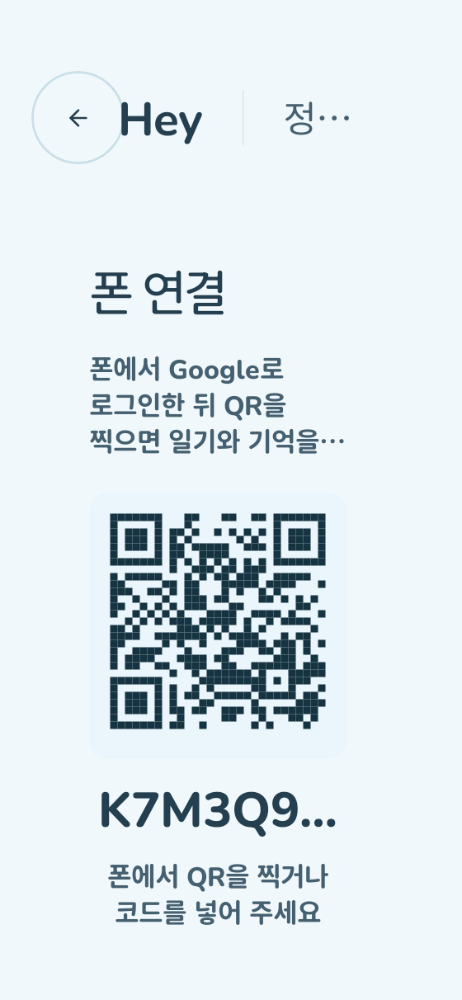 Hey 정…
폰 연결
폰에서 Google로
로그인한 뒤 QR을
찍으면 일기와 기억을…
K7M3Q9...
폰에서 QR을 찍거나
코드를 넣어 주세요